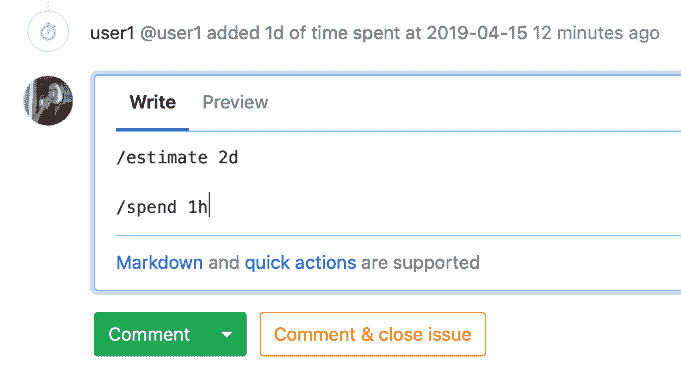 user1 @user1 added 1d of time spent at 2019-04-15 12 minutes ago
Write Preview
/estimate 2d
/spend 1h
Markdown and quick actions are supported
Comment Comment & close issue